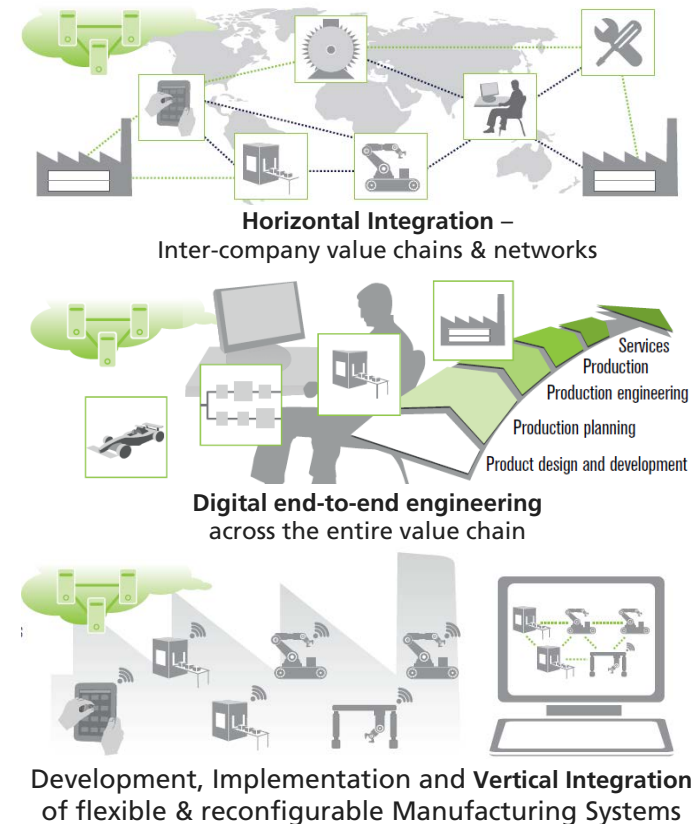 Horizontal Integration –
Inter-company value chains & networks
Services
Production
Production engineering
Production planning
Product design and development
Digital end-to-end engineering
across the entire value chain
Development, Implementation and Vertical Integration
of flexible & reconfigurable Manufacturing Systems